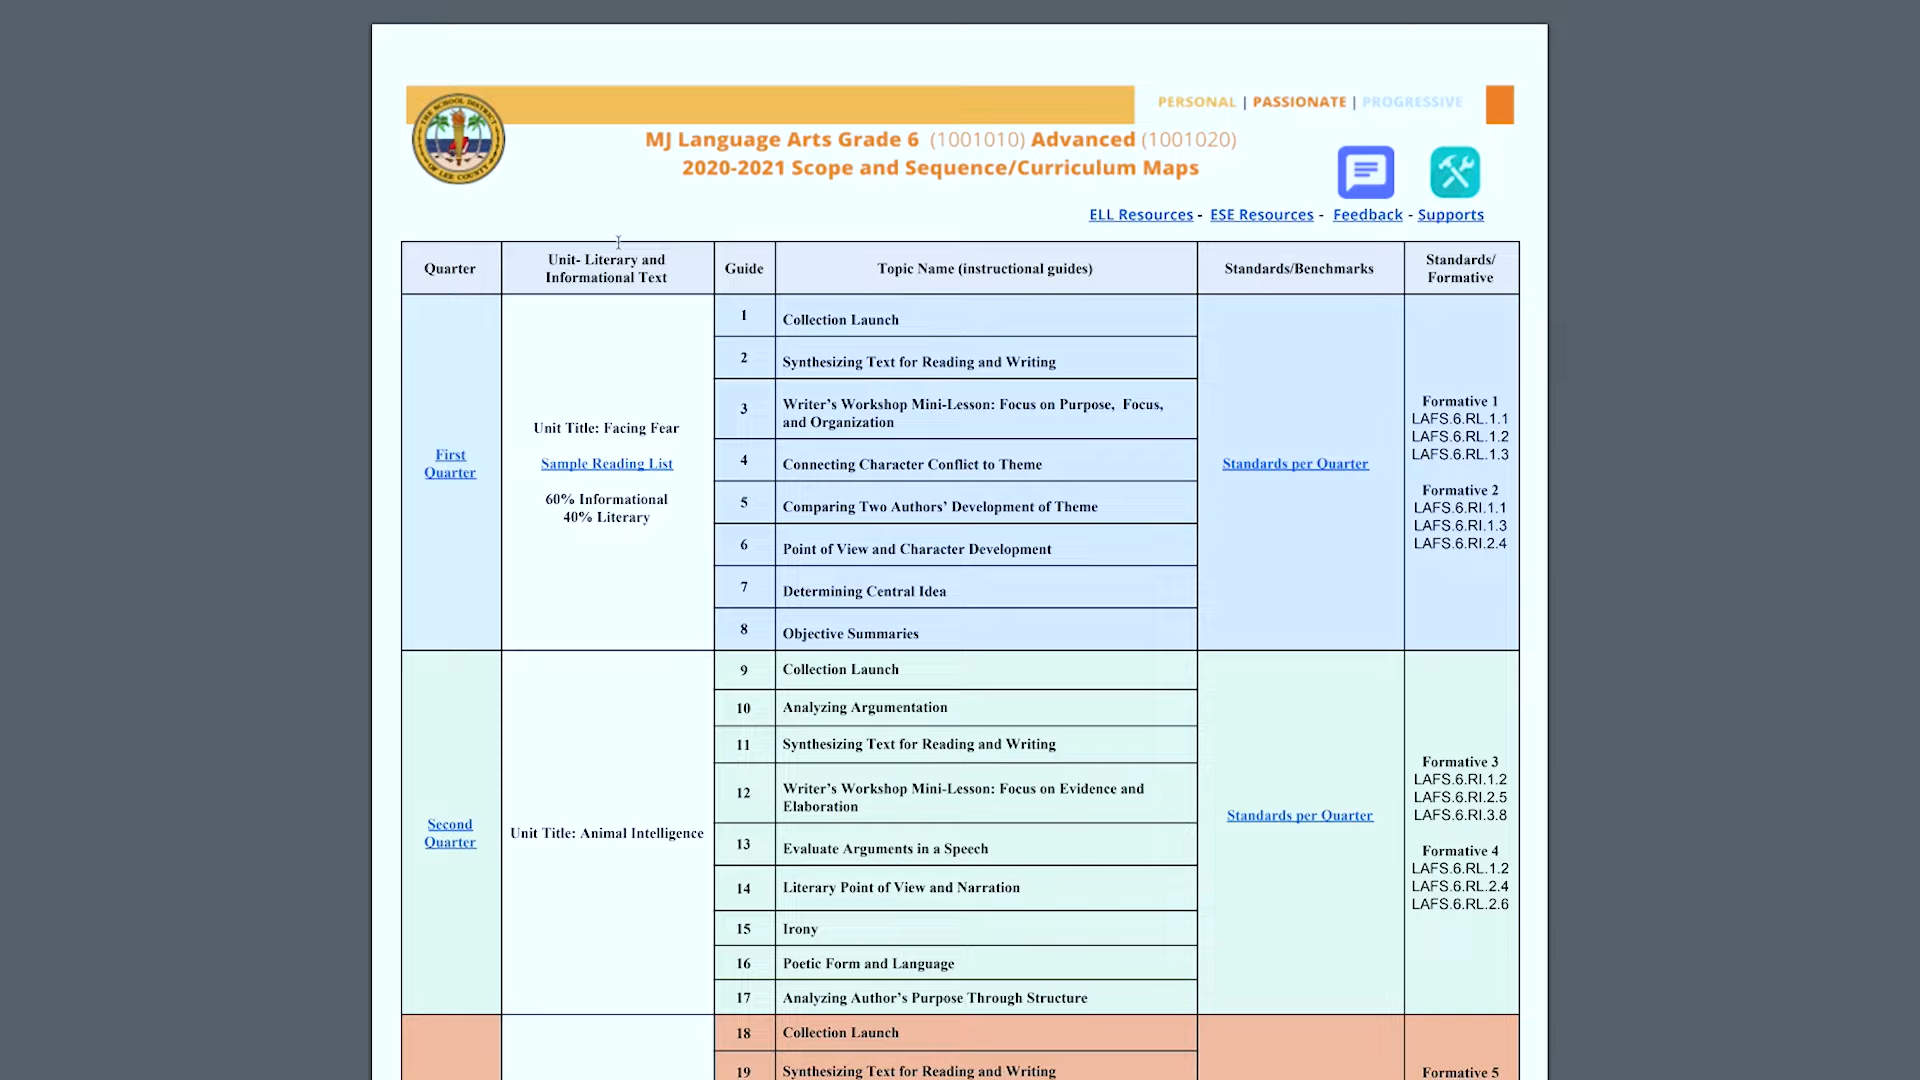 THE SCHOOL DISTRICT
OF LEE COUNTY
PERSONAL | PASSIONATE | PROGRESSIVE
MJ Language Arts Grade 6 (1001010) Advanced (1001020)
2020-2021 Scope and Sequence/Curriculum Maps
ELL Resources - ESE Resources - Feedback - Supports
Quarter
Unit- Literary and
Informational Text
Guide
Topic Name (instructional guides)
Standards/Benchmarks
Standards/
Formative
First
Quarter
Unit Title: Facing Fear
Sample Reading List
60% Informational
40% Literary
1 Collection Launch
2 Synthesizing Text for Reading and Writing
3 Writer’s Workshop Mini-Lesson: Focus on Purpose, Focus,
and Organization
4 Connecting Character Conflict to Theme
5 Comparing Two Authors’ Development of Theme
6 Point of View and Character Development
7 Determining Central Idea
8 Objective Summaries
Standards per Quarter
Formative 1
LAFS.6.RL.1.1
LAFS.6.RL.1.2
LAFS.6.RL.1.3
Formative 2
LAFS.6.RI.1.1
LAFS.6.RI.1.3
LAFS.6.RI.2.4
Second
Quarter
Unit Title: Animal Intelligence
9 Collection Launch
10 Analyzing Argumentation
11 Synthesizing Text for Reading and Writing
12 Writer’s Workshop Mini-Lesson: Focus on Evidence and
Elaboration
13 Evaluate Arguments in a Speech
14 Literary Point of View and Narration
15 Irony
16 Poetic Form and Language
17 Analyzing Author’s Purpose Through Structure
Standards per Quarter
Formative 3
LAFS.6.RI.1.2
LAFS.6.RI.2.5
LAFS.6.RI.3.8
Formative 4
LAFS.6.RL.1.2
LAFS.6.RL.2.4
LAFS.6.RL.2.6
18 Collection Launch
19 Synthesizing Text for Reading and Writing
Formative 5